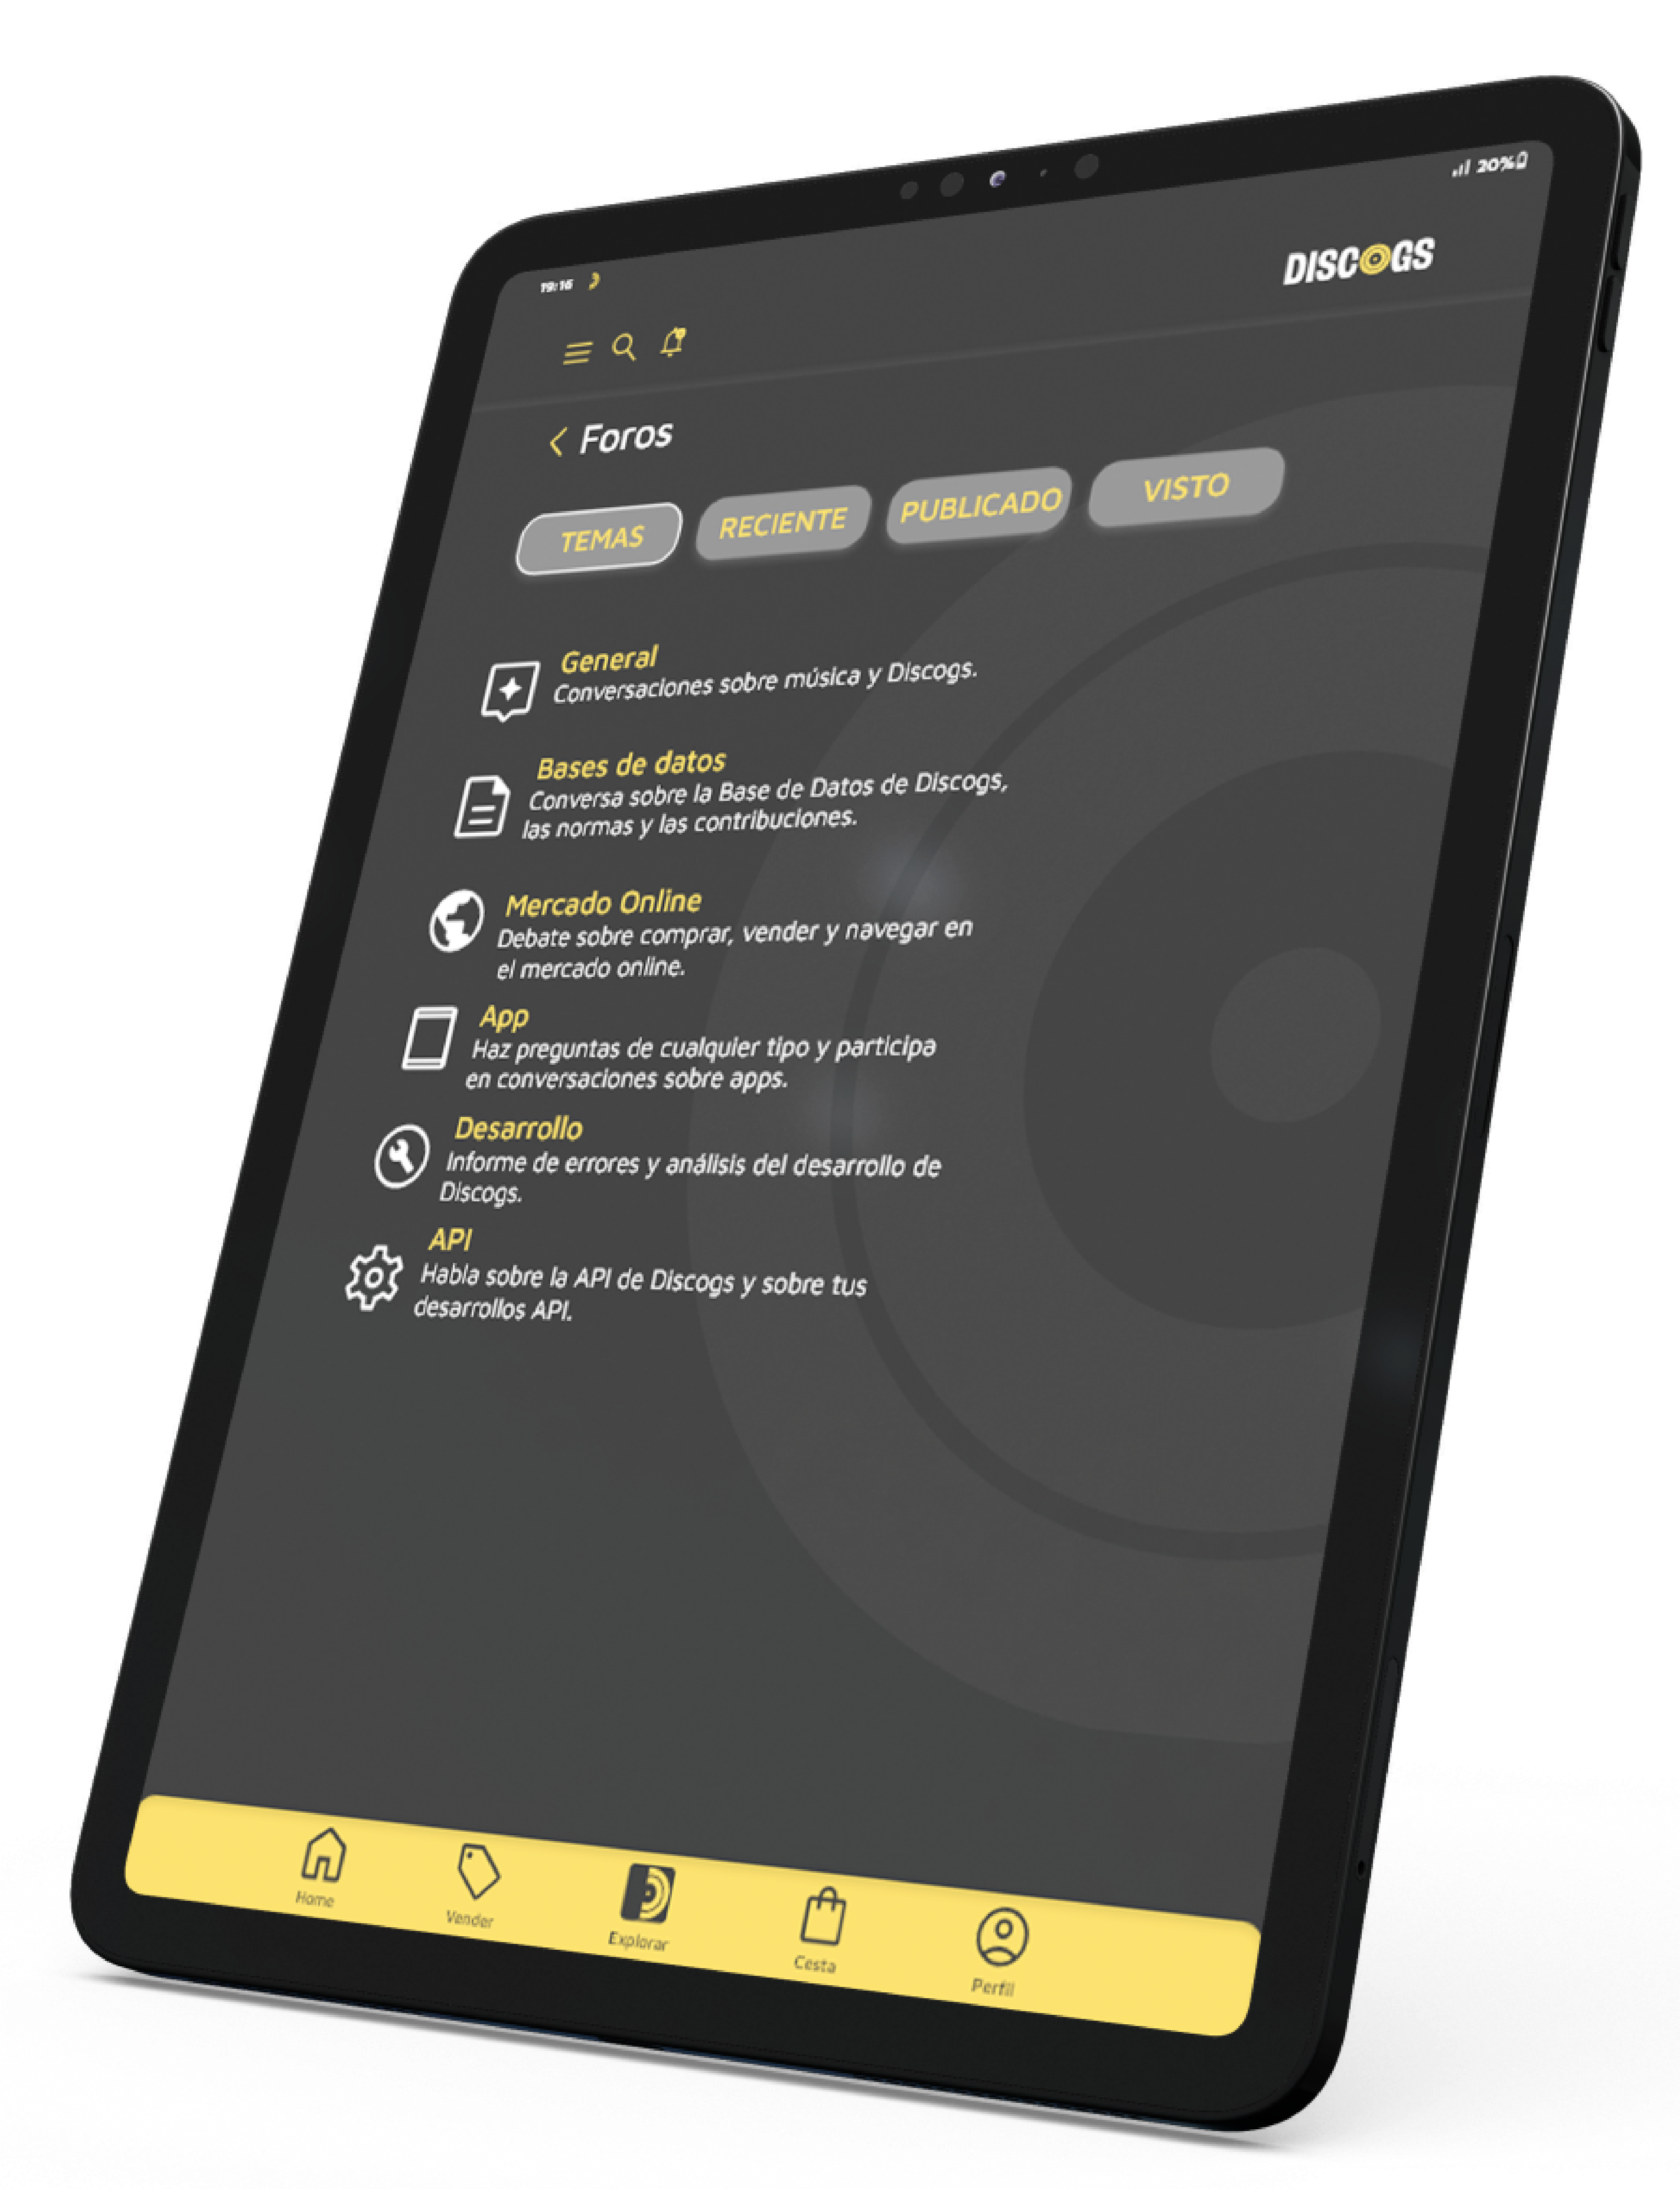 19:16
20%
DISCOGS
Foros
TEMAS
RECIENTE
PUBLICADO
VISTO
General
Conversaciones sobre música y Discogs.
Bases de datos
Conversa sobre la Base de Datos de Discogs,
las normas y las contribuciones.
Mercado Online
Debate sobre comprar, vender y navegar en
el mercado online.
App
Haz preguntas de cualquier tipo y participa
en conversaciones sobre apps.
Desarrollo
Informe de errores y análisis del desarrollo de
Discogs.
API
Habla sobre la API de Discogs y sobre tus
desarrollos API.
Home
Vender
Explorar
Cesta
Perfil